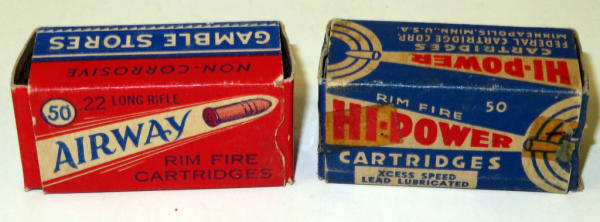 GAMBLE STORES
NON-CORROSIVE
50 .22 LONG RIFLE
AIRWAY
RIM FIRE
CARTRIDGES
HI-POWER
CARTRIDGES
FEDERAL CARTRIDGE CORP.
MINNEAPOLIS, MINN., U.S.A.
RIM FIRE 50
HI-POWER
CARTRIDGES
XCESS SPEED
LEAD LUBRICATED